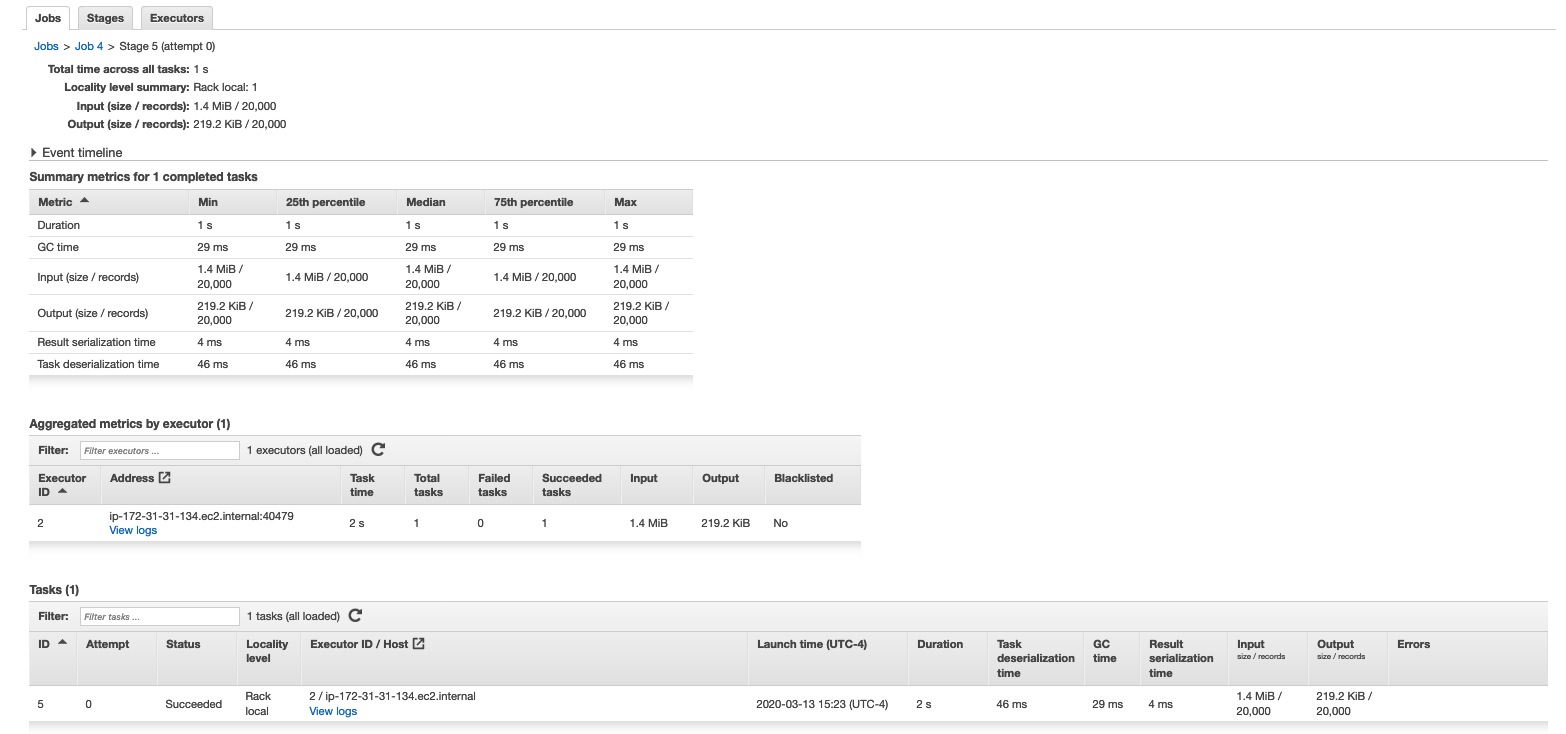 Jobs Stages Executors
Jobs > Job 4 > Stage 5 (attempt 0)
Total time across all tasks: 1 s
Locality level summary: Rack local: 1
Input (size / records): 1.4 MiB / 20,000
Output (size / records): 219.2 KiB / 20,000
Event timeline
Summary metrics for 1 completed tasks
Metric Min 25th percentile Median 75th percentile Max
Duration 1 s 1 s 1 s 1 s 1 s
GC time 29 ms 29 ms 29 ms 29 ms 29 ms
Input (size / records) 1.4 MiB / 20,000 1.4 MiB / 20,000 1.4 MiB / 20,000 1.4 MiB / 20,000 1.4 MiB / 20,000
Output (size / records) 219.2 KiB / 20,000 219.2 KiB / 20,000 219.2 KiB / 20,000 219.2 KiB / 20,000 219.2 KiB / 20,000
Result serialization time 4 ms 4 ms 4 ms 4 ms 4 ms
Task deserialization time 46 ms 46 ms 46 ms 46 ms 46 ms
Aggregated metrics by executor (1)
Filter: Filter executors ... 1 executors (all loaded)
Executor ID Address Task time Total tasks Failed tasks Succeeded tasks Input Output Blacklisted
2 ip-172-31-31-134.ec2.internal:40479 2 s 1 0 1 1.4 MiB 219.2 KiB No
View logs
Tasks (1)
Filter: Filter tasks ... 1 tasks (all loaded)
ID Attempt Status Locality level Executor ID / Host Launch time (UTC-4) Duration Task deserialization time GC time Result serialization time Input size / records Output size / records Errors
5 0 Succeeded Rack local 2 / ip-172-31-31-134.ec2.internal 2020-03-13 15:23 (UTC-4) 2 s 46 ms 29 ms 4 ms 1.4 MiB / 20,000 219.2 KiB / 20,000
View logs